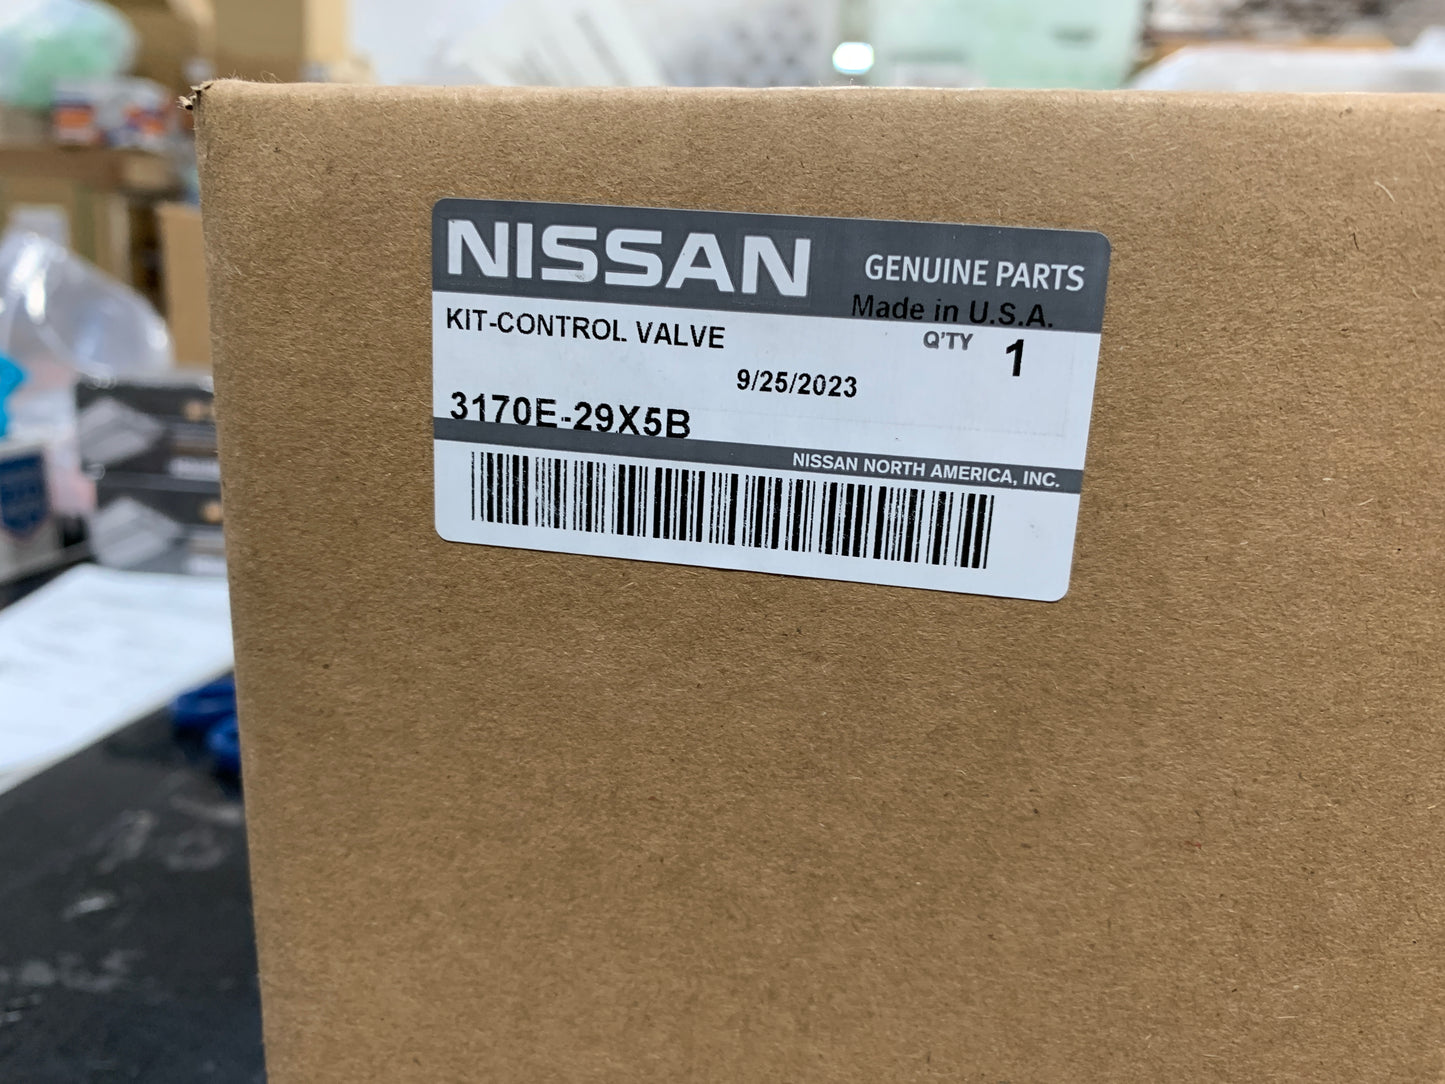 NISSAN
GENUINE PARTS
Made in U.S.A.
KIT-CONTROL VALVE
Q'TY 1
9/25/2023
3170E-29X5B
NISSAN NORTH AMERICA, INC.